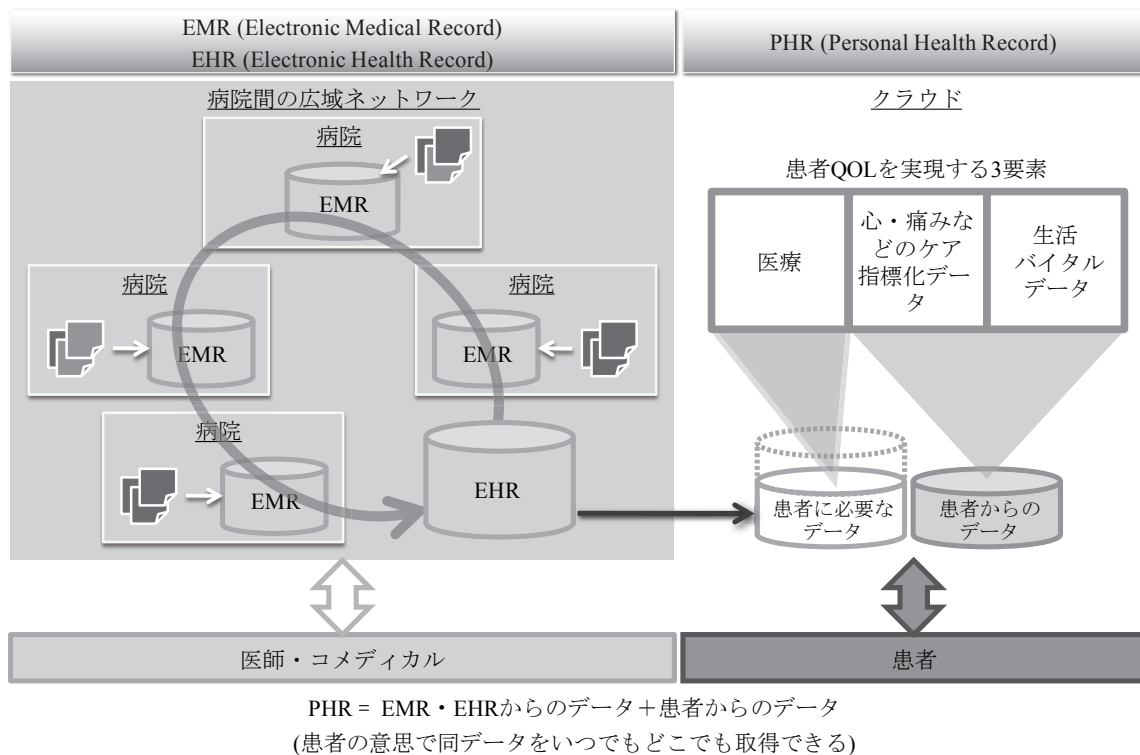 EMR (Electronic Medical Record)
EHR (Electronic Health Record)
PHR (Personal Health Record)
病院間の広域ネットワーク
病院
EMR
病院
EMR
病院
EMR
病院
EMR
EHR
クラウド
患者QOLを実現する3要素
医療
心・痛みな
どのケア
指標化デー
タ
生活
バイタル
データ
患者に必要な
データ
患者からの
データ
医師・コメディカル
患者
PHR = EMR・EHRからのデータ＋患者からのデータ
(患者の意思で同データをいつでもどこでも取得できる)